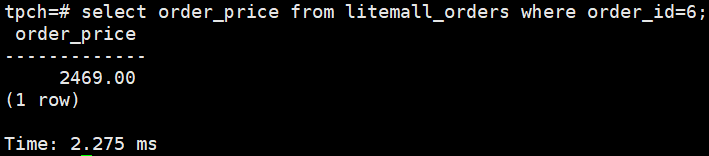 tpch=# select order_price from litemall_orders where order_id=6;
 order_price
-------------
     2469.00
(1 row)

Time: 2.275 ms